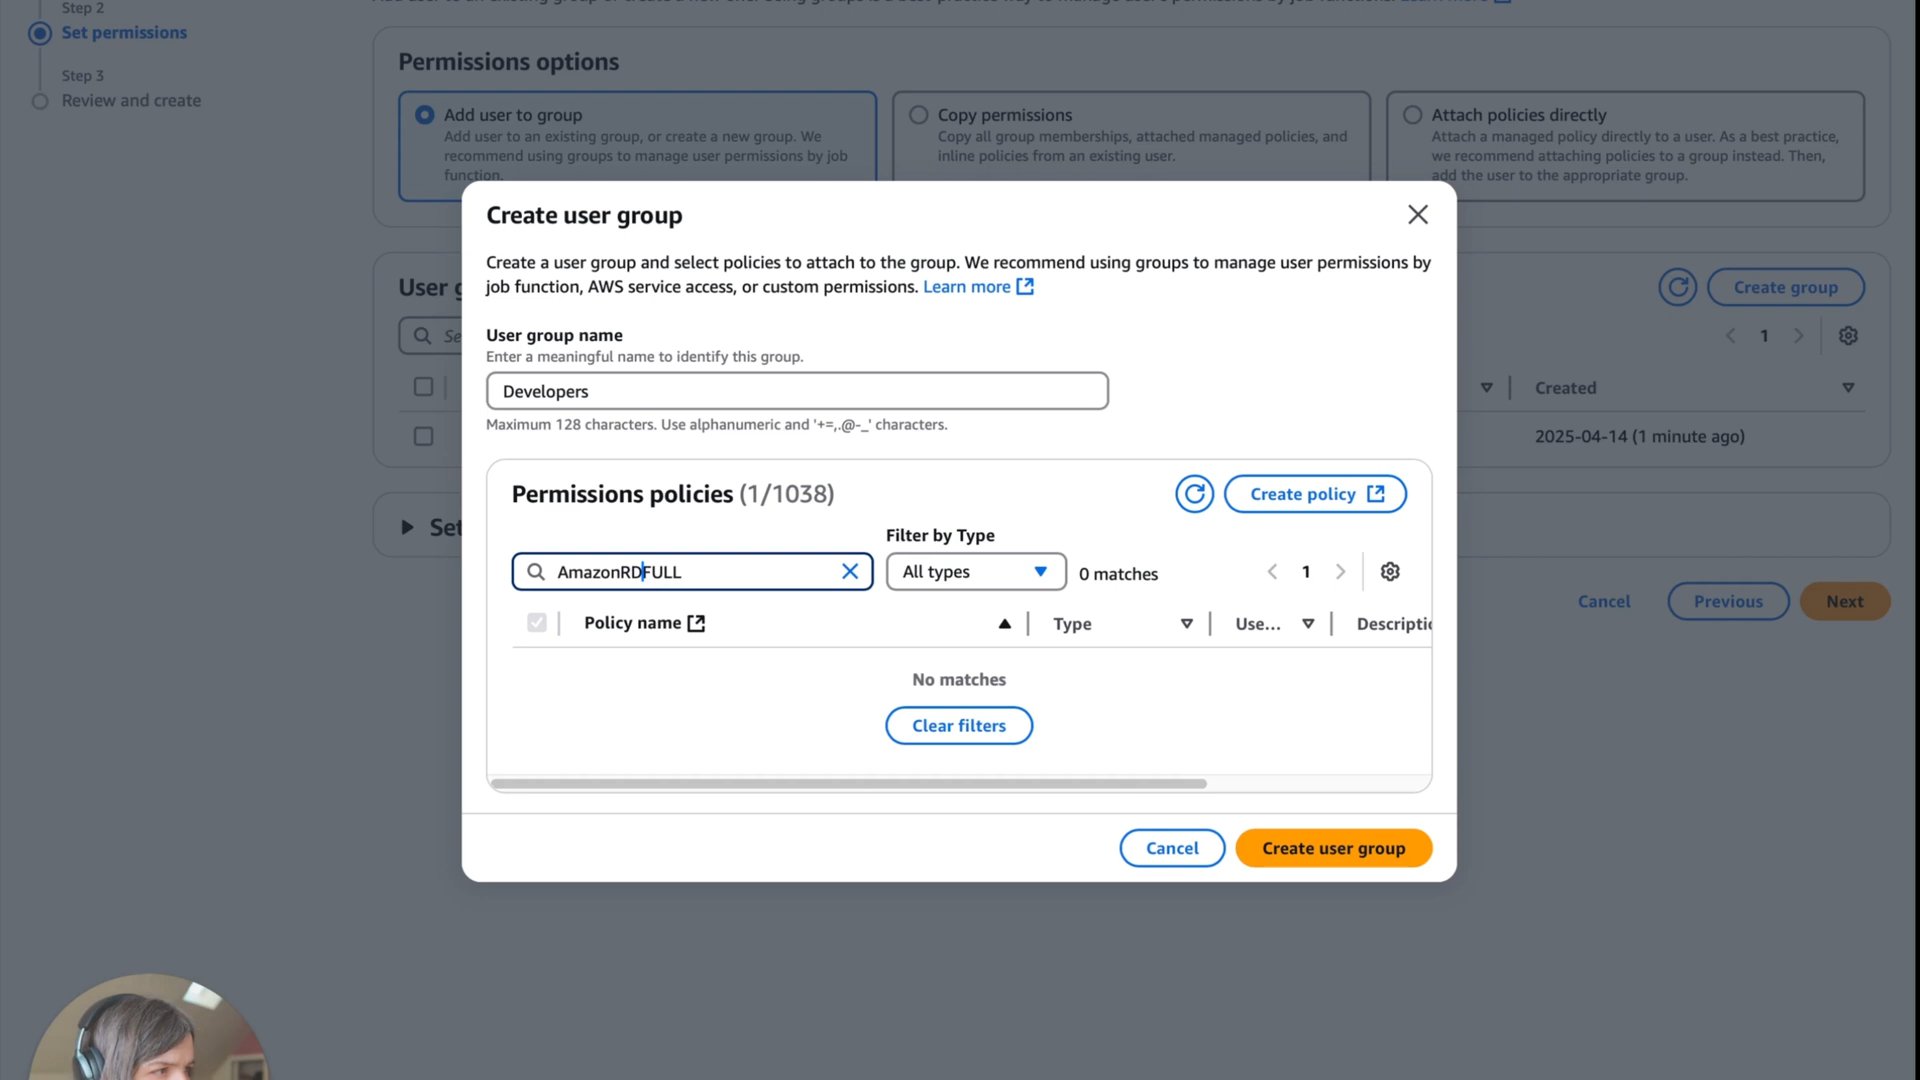 Step 2
Set permissions
Step 3
Review and create
Permissions options
Add user to group
Add user to an existing group, or create a new group. We
recommend using groups to manage user permissions by job
function.
Copy permissions
Copy all group memberships, attached managed policies, and
inline policies from an existing user.
Attach policies directly
Attach a managed policy directly to a user. As a best practice,
we recommend attaching policies to a group instead. Then,
add the user to the appropriate group.
User g
Create group
Se
1
Created
2025-04-14 (1 minute ago)
Set
Cancel
Previous
Next
Create user group
Create a user group and select policies to attach to the group. We recommend using groups to manage user permissions by
job function, AWS service access, or custom permissions. Learn more
User group name
Enter a meaningful name to identify this group.
Developers
Maximum 128 characters. Use alphanumeric and '+=,.@-_' characters.
Permissions policies (1/1038)
Create policy
Filter by Type
AmazonRDFULL
All types
0 matches
1
Policy name
Type
Use...
Descriptio
No matches
Clear filters
Cancel
Create user group